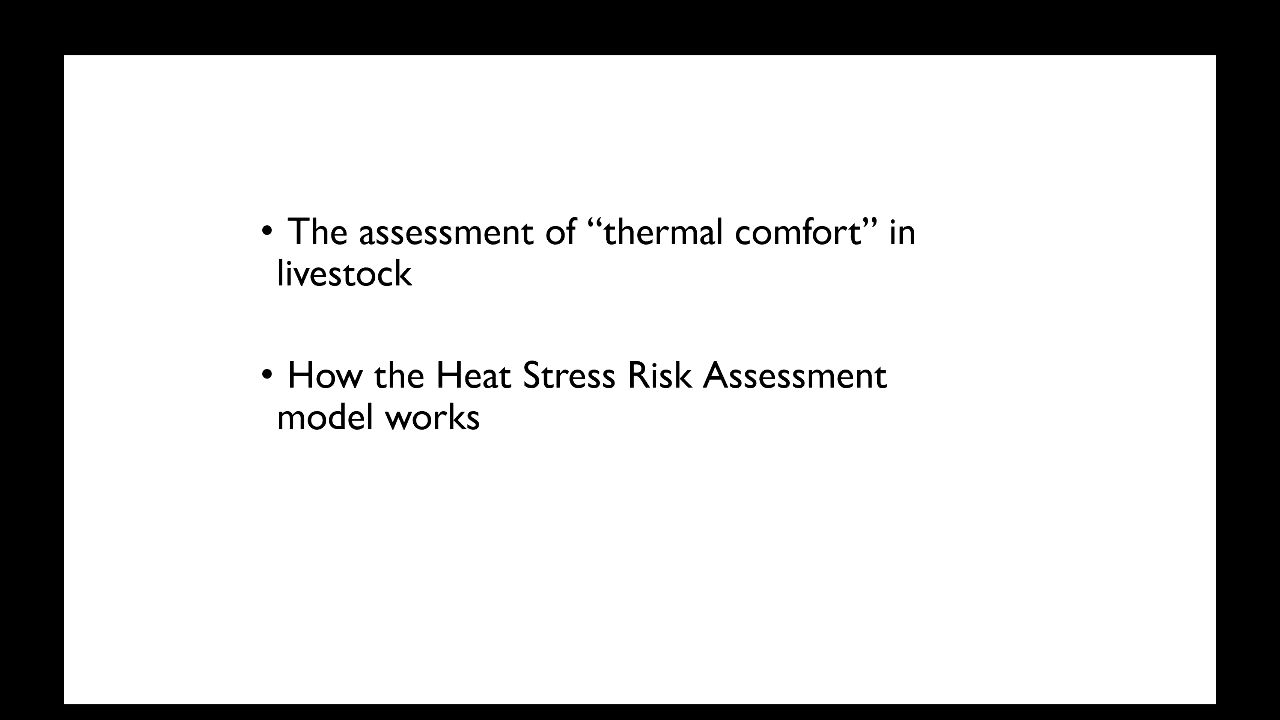 • The assessment of “thermal comfort” in
livestock
• How the Heat Stress Risk Assessment
model works